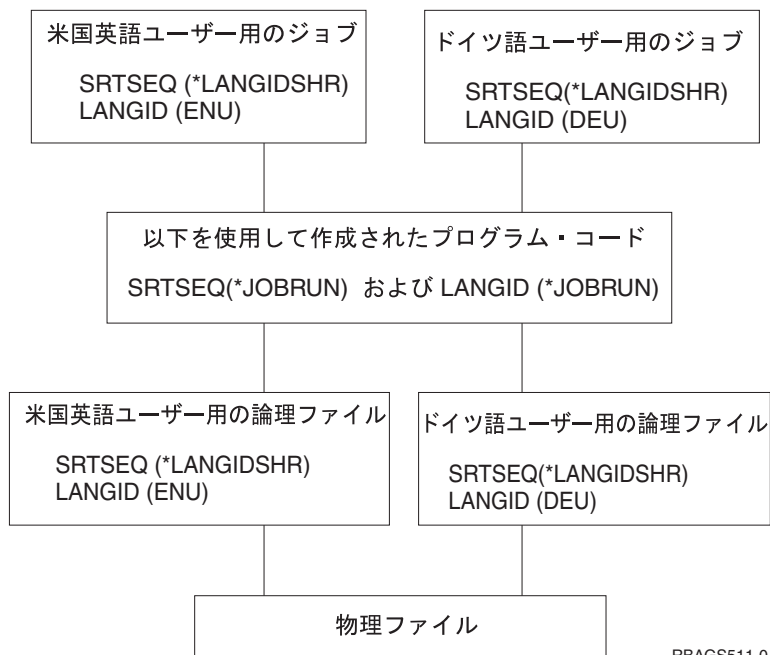 米国英語ユーザー用のジョブ
SRTSEQ (*LANGIDSHR)
LANGID (ENU)
ドイツ語ユーザー用のジョブ
SRTSEQ(*LANGIDSHR)
LANGID (DEU)
以下を使用して作成されたプログラム・コード
SRTSEQ(*JOBRUN) および LANGID (*JOBRUN)
米国英語ユーザー用の論理ファイル
SRTSEQ (*LANGIDSHR)
LANGID (ENU)
ドイツ語ユーザー用の論理ファイル
SRTSEQ(*LANGIDSHR)
LANGID (DEU)
物理ファイル